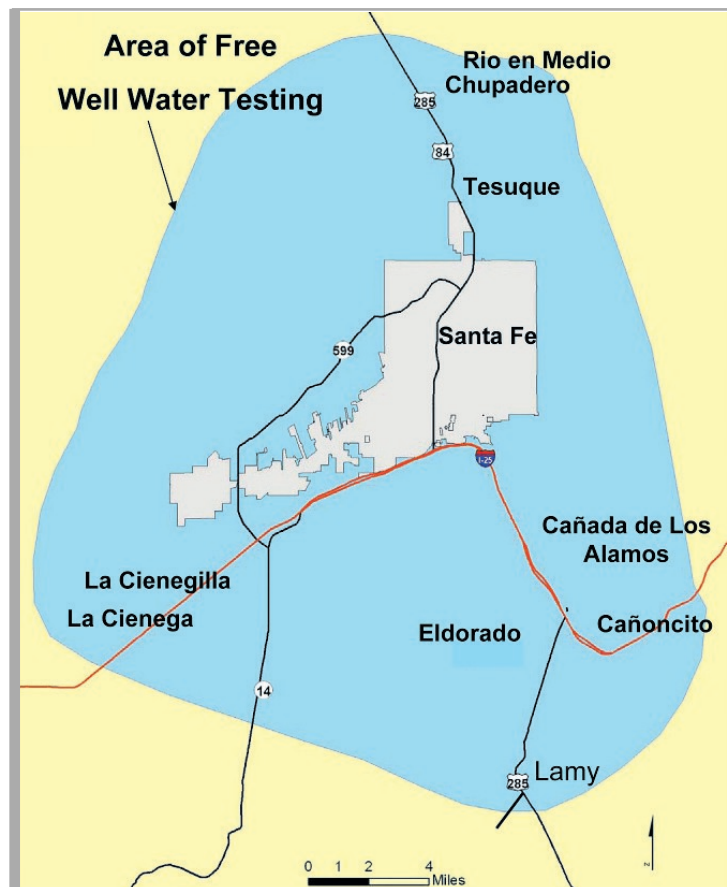 Area of Free
Well Water Testing
Rio en Medio
Chupadero
285
84
Tesuque
Santa Fe
599
I-25
Cañada de Los
Alamos
La Cienegilla
La Cienega
Eldorado
Cañoncito
14
285
Lamy
0 1 2 4
Miles